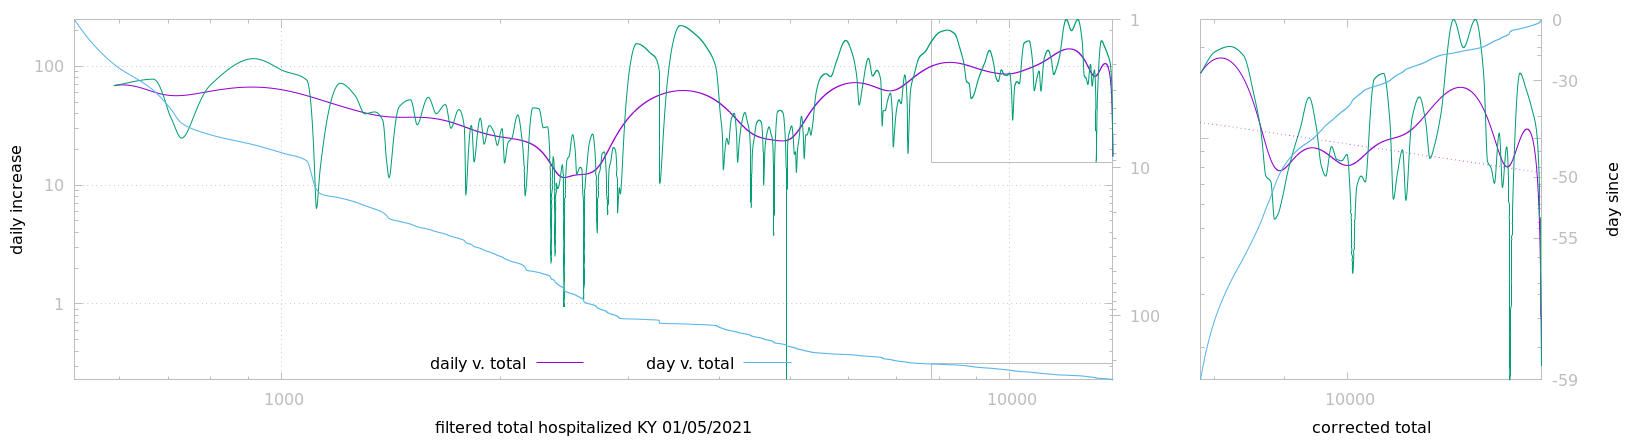 daily increase
100
10
1
1000
10000
1
10
100
daily v. total
day v. total
filtered total hospitalized KY 01/05/2021
0
-30
-50
-55
-59
10000
day since
corrected total